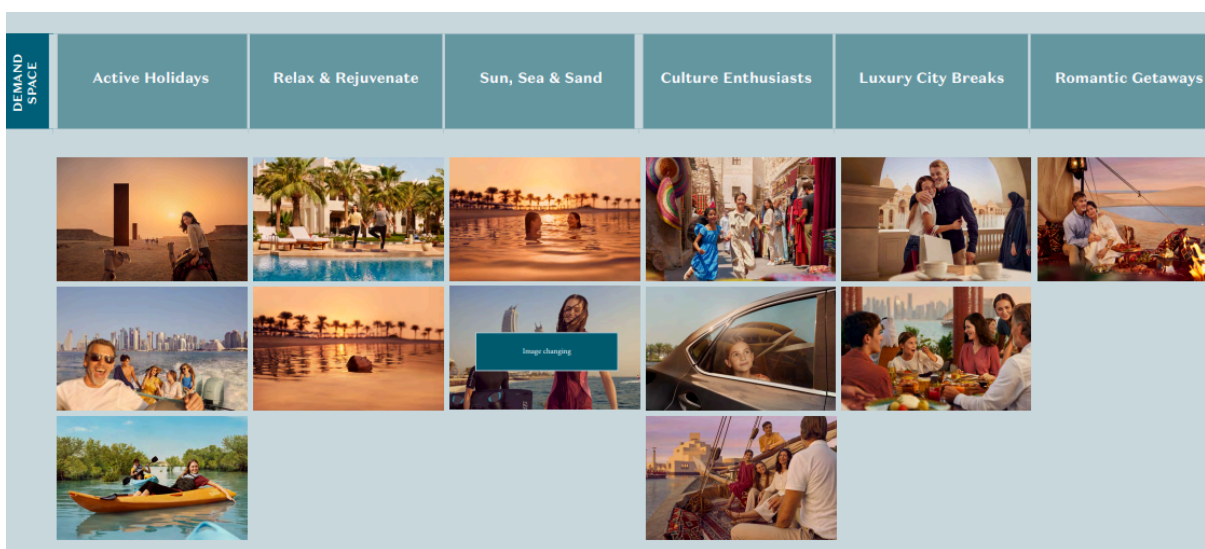 DEMAND
SPACE
Active Holidays
Relax & Rejuvenate
Sun, Sea & Sand
Culture Enthusiasts
Luxury City Breaks
Romantic Getaways
Image changing